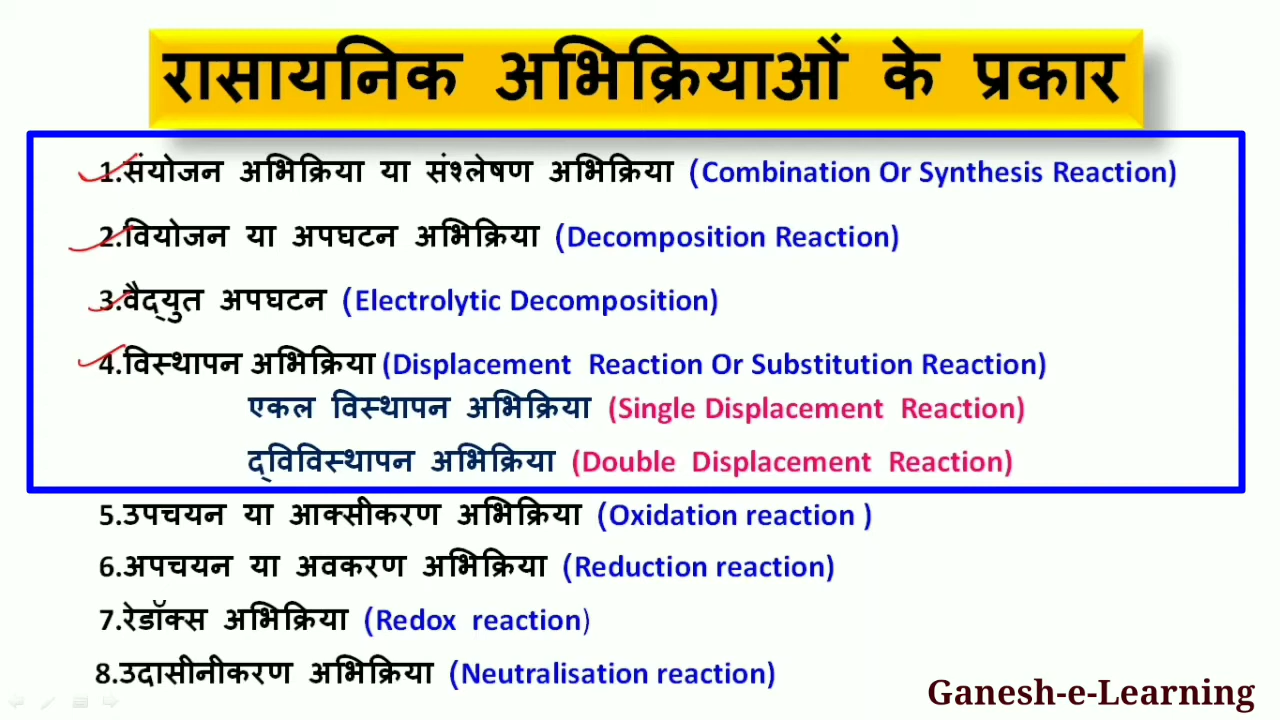 रासायनिक अभिक्रियाओं के प्रकार
1.संयोजन अभिक्रिया या संश्लेषण अभिक्रिया (Combination Or Synthesis Reaction)
2.वियोजन या अपघटन अभिक्रिया (Decomposition Reaction)
3.वैद्युत अपघटन (Electrolytic Decomposition)
4.विस्थापन अभिक्रिया (Displacement Reaction Or Substitution Reaction)
एकल विस्थापन अभिक्रिया (Single Displacement Reaction)
द्विविस्थापन अभिक्रिया (Double Displacement Reaction)
5.उपचयन या आक्सीकरण अभिक्रिया (Oxidation reaction )
6.अपचयन या अवकरण अभिक्रिया (Reduction reaction)
7.रेडॉक्स अभिक्रिया (Redox reaction)
8.उदासीनीकरण अभिक्रिया (Neutralisation reaction)
Ganesh-e-Learning